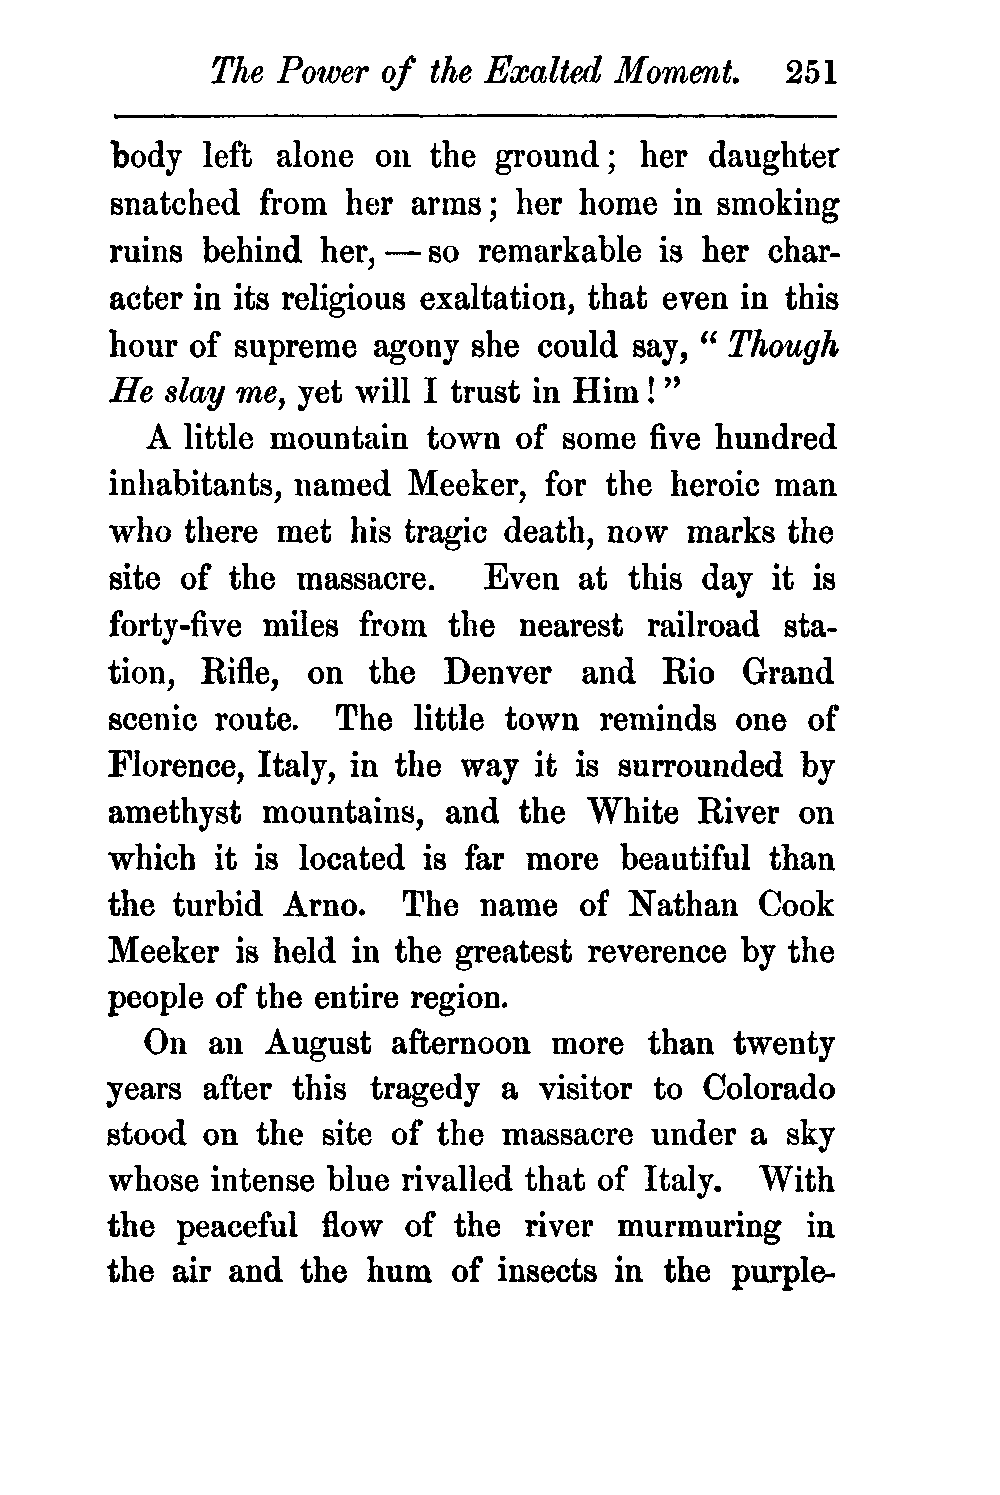 The Power of the Exalted Moment. 251
body left alone on the ground; her daughter
snatched from her arms; her home in smoking
ruins behind her, — so remarkable is her char-
acter in its religious exaltation, that even in this
hour of supreme agony she could say, “ Though
He slay me, yet will I trust in Him ! ”
A little mountain town of some five hundred
inhabitants, named Meeker, for the heroic man
who there met his tragic death, now marks the
site of the massacre. Even at this day it is
forty-five miles from the nearest railroad sta-
tion, Rifle, on the Denver and Rio Grand
scenic route. The little town reminds one of
Florence, Italy, in the way it is surrounded by
amethyst mountains, and the White River on
which it is located is far more beautiful than
the turbid Arno. The name of Nathan Cook
Meeker is held in the greatest reverence by the
people of the entire region.
On an August afternoon more than twenty
years after this tragedy a visitor to Colorado
stood on the site of the massacre under a sky
whose intense blue rivalled that of Italy. With
the peaceful flow of the river murmuring in
the air and the hum of insects in the purple-